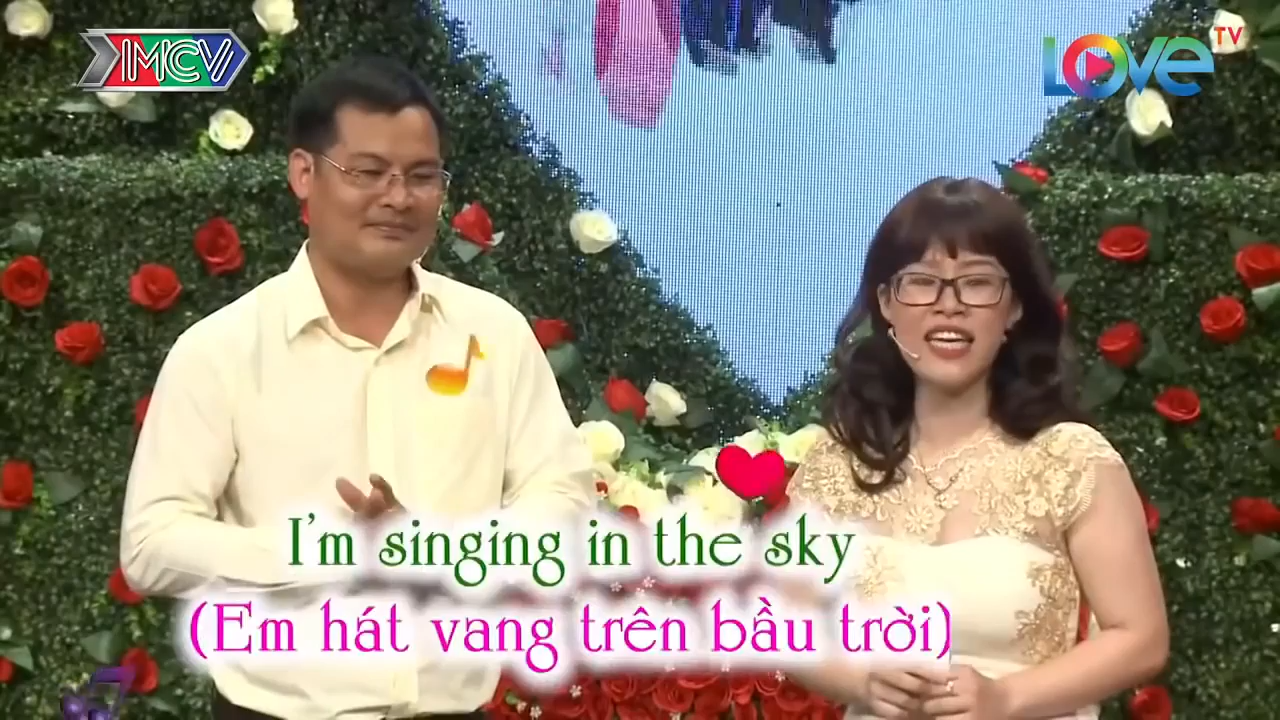 MCV
LOVE TV
I'm singing in the sky
(Em hát vang trên bầu trời)